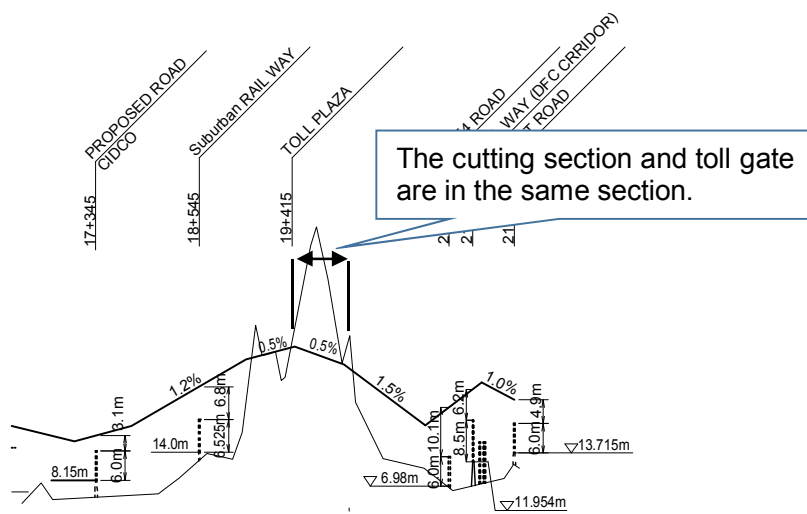 PROPOSED ROAD
CIDCO
Suburban RAIL WAY
TOLL PLAZA
ROAD
WAY (DFC CRRIDOR)
ROAD
The cutting section and toll gate
are in the same section.
17+345
18+545
19+415
2
2
21
0.5%
0.5%
1.2%
1.5%
1.0%
3.1m
6.8m
6.525m
14.0m
8.15m
6.0m
10.1m
6.2m
8.5m
6.0m
4.9m
6.0m
13.715m
6.98m
11.954m